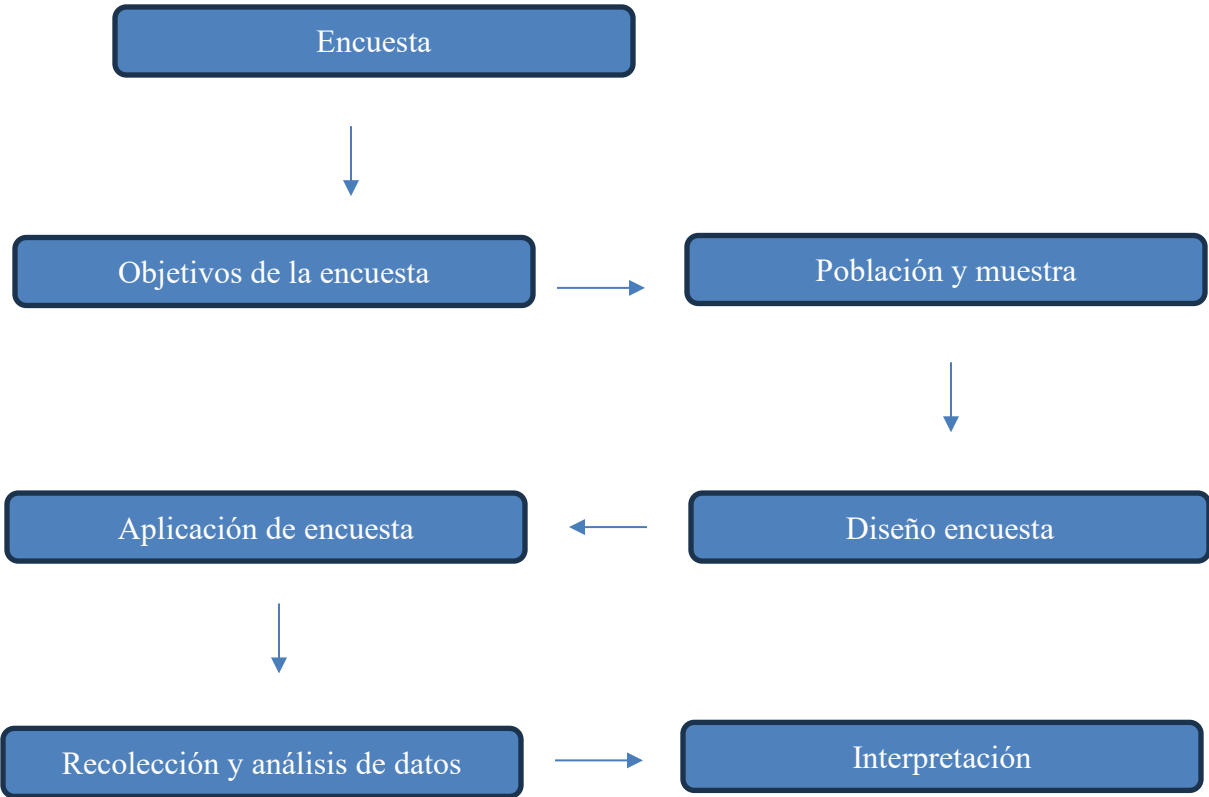 Encuesta
Objetivos de la encuesta
Población y muestra
Diseño encuesta
Aplicación de encuesta
Recolección y análisis de datos
Interpretación